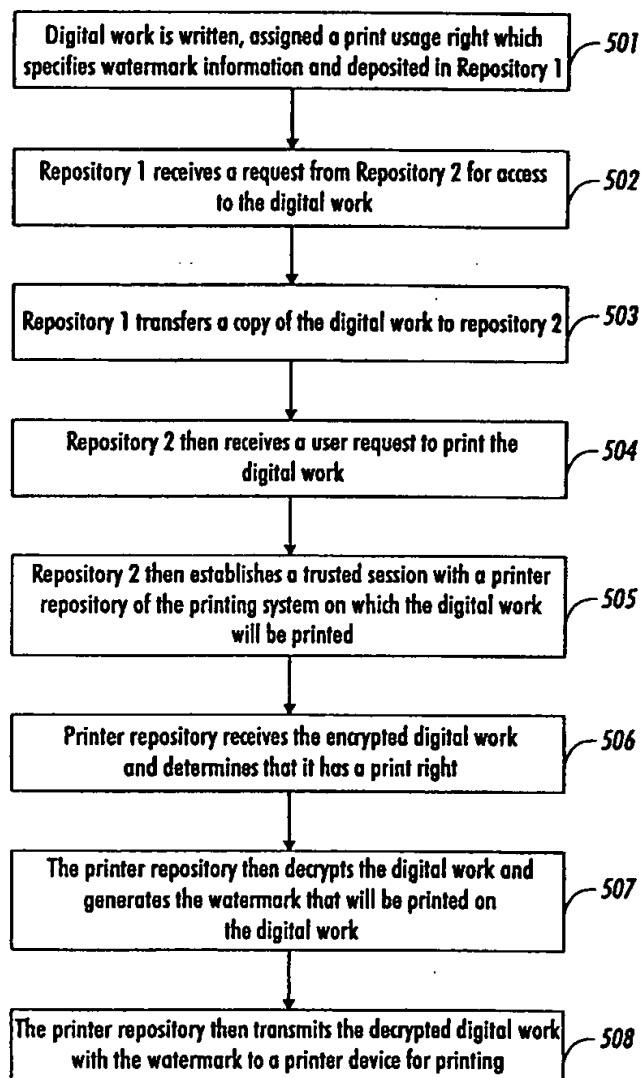 Digital work is written, assigned a print usage right which
specifies watermark information and deposited in Repository 1
501
Repository 1 receives a request from Repository 2 for access
to the digital work
502
Repository 1 transfers a copy of the digital work to repository 2
503
Repository 2 then receives a user request to print the
digital work
504
Repository 2 then establishes a trusted session with a printer
repository of the printing system on which the digital work
will be printed
505
Printer repository receives the encrypted digital work
and determines that it has a print right
506
The printer repository then decrypts the digital work and
generates the watermark that will be printed on
the digital work
507
The printer repository then transmits the decrypted digital work
with the watermark to a printer device for printing
508